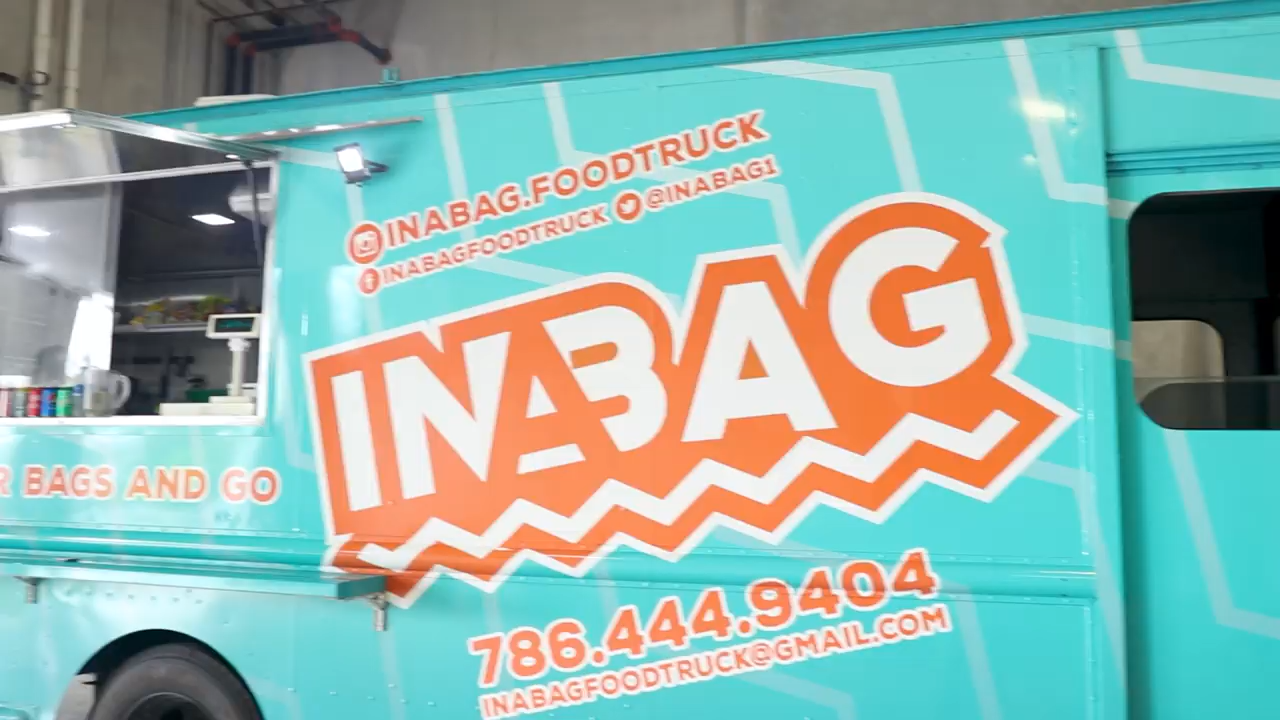 INABAG.FOODTRUCK
INABAGFOODTRUCK @INABAG1
INABAG
R BAGS AND GO
786.444.9404
INABAGFOODTRUCK@GMAIL.COM